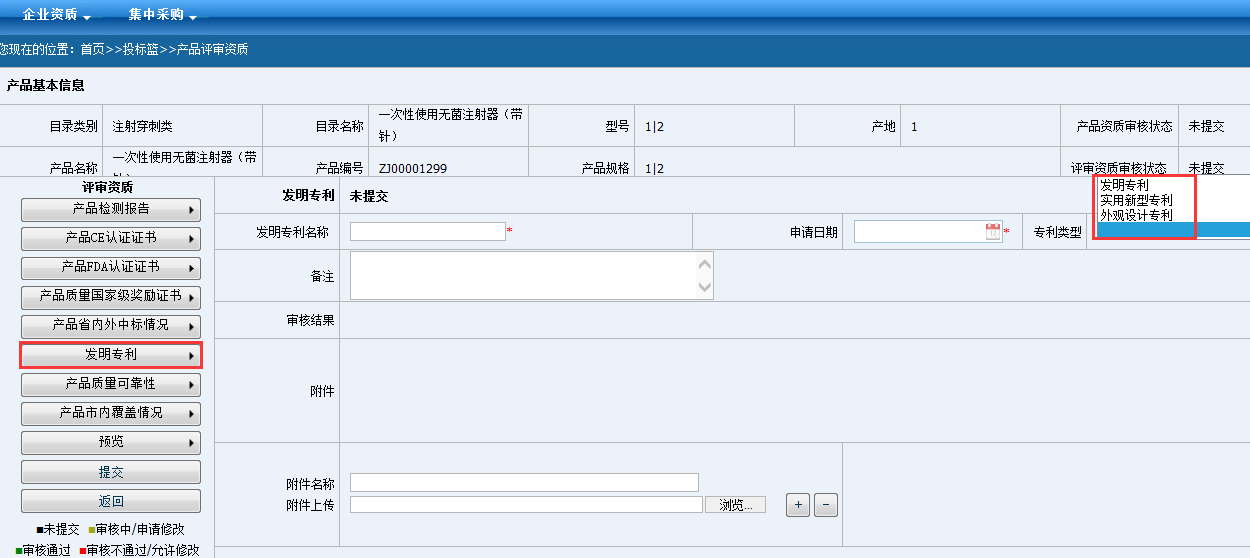 企业资质 集中采购
您现在的位置：首页>>投标篮>>产品评审资质
产品基本信息
目录类别 注射穿刺类 目录名称 一次性使用无菌注射器（带
针） 型号 1|2 产地 1 产品资质审核状态 未提交
产品名称 一次性使用无菌注射器（带
产品编号 ZJ00001299 产品规格 1|2 评审资质审核状态 未提交
评审资质
产品检测报告
产品CE认证证书
产品FDA认证证书
产品质量国家级奖励证书
产品省内外中标情况
发明专利
产品质量可靠性
产品市内覆盖情况
预览
提交
返回
■未提交 ■审核中/申请修改
■审核通过 ■审核不通过/允许修改
发明专利 未提交
发明专利名称 * 申请日期 * 专利类型
发明专利
实用新型专利
外观设计专利
备注
审核结果
附件
附件名称
附件上传 浏览... + -